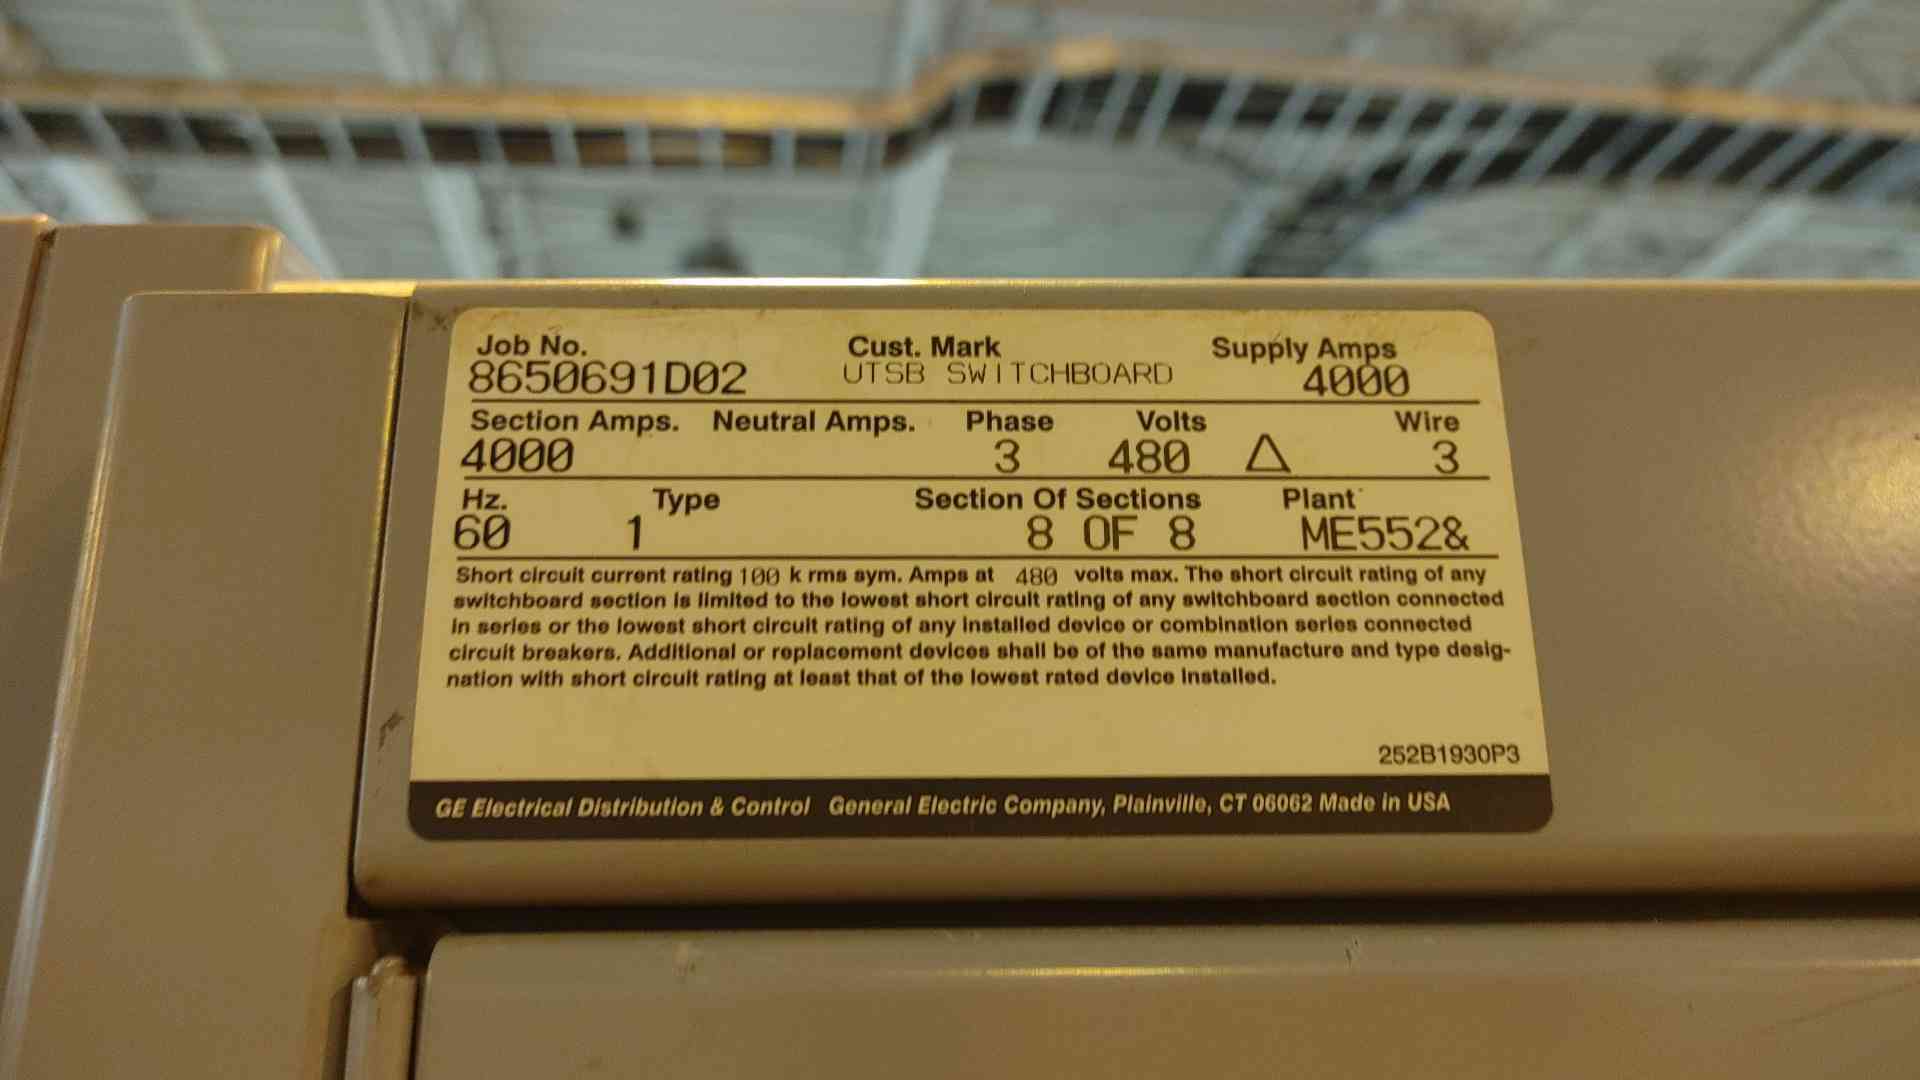 Job No. Cust. Mark Supply Amps
8650691D02 UTSB SWITCHBOARD 4000
Section Amps. Neutral Amps. Phase Volts Wire
4000 3 480 △ 3
Hz. Type Section Of Sections Plant
60 1 8 OF 8 ME552&
Short circuit current rating 100 k rms sym. Amps at 480 volts max. The short circuit rating of any
switchboard section is limited to the lowest short circuit rating of any switchboard section connected
in series or the lowest short circuit rating of any installed device or combination series connected
circuit breakers. Additional or replacement devices shall be of the same manufacture and type desig-
nation with short circuit rating at least that of the lowest rated device installed.
252B1930P3
GE Electrical Distribution & Control General Electric Company, Plainville, CT 06062 Made in USA